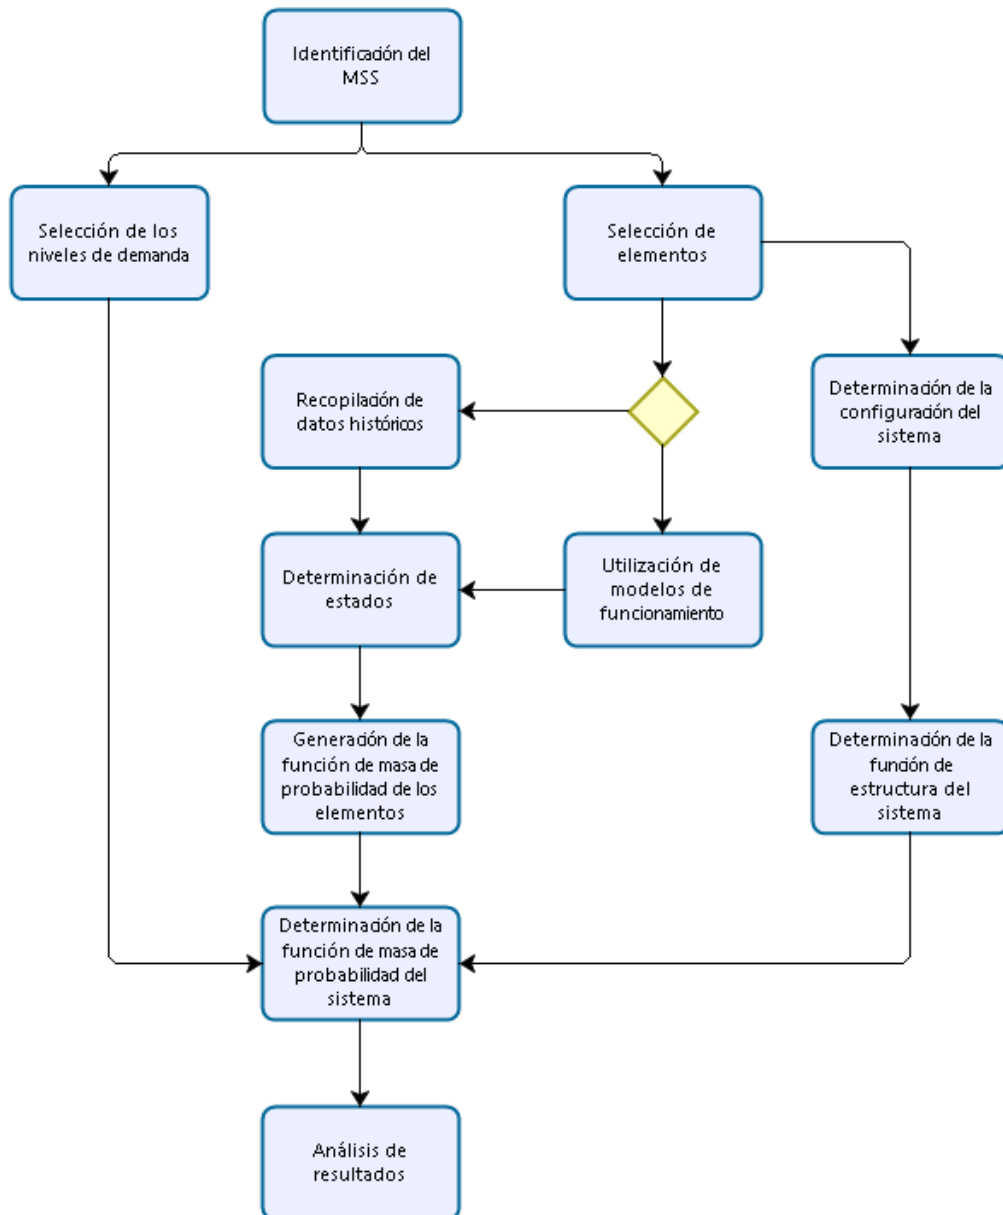 Identificación del
MSS
Selección de los
niveles de demanda
Selección de
elementos
Recopilación de
datos históricos
Determinación de la
configuración del
sistema
Determinación de
estados
Utilización de
modelos de
funcionamiento
Generación de la
función de masa de
probabilidad de los
elementos
Determinación de la
función de
estructura del
sistema
Determinación de la
función de masa de
probabilidad del
sistema
Análisis de
resultados